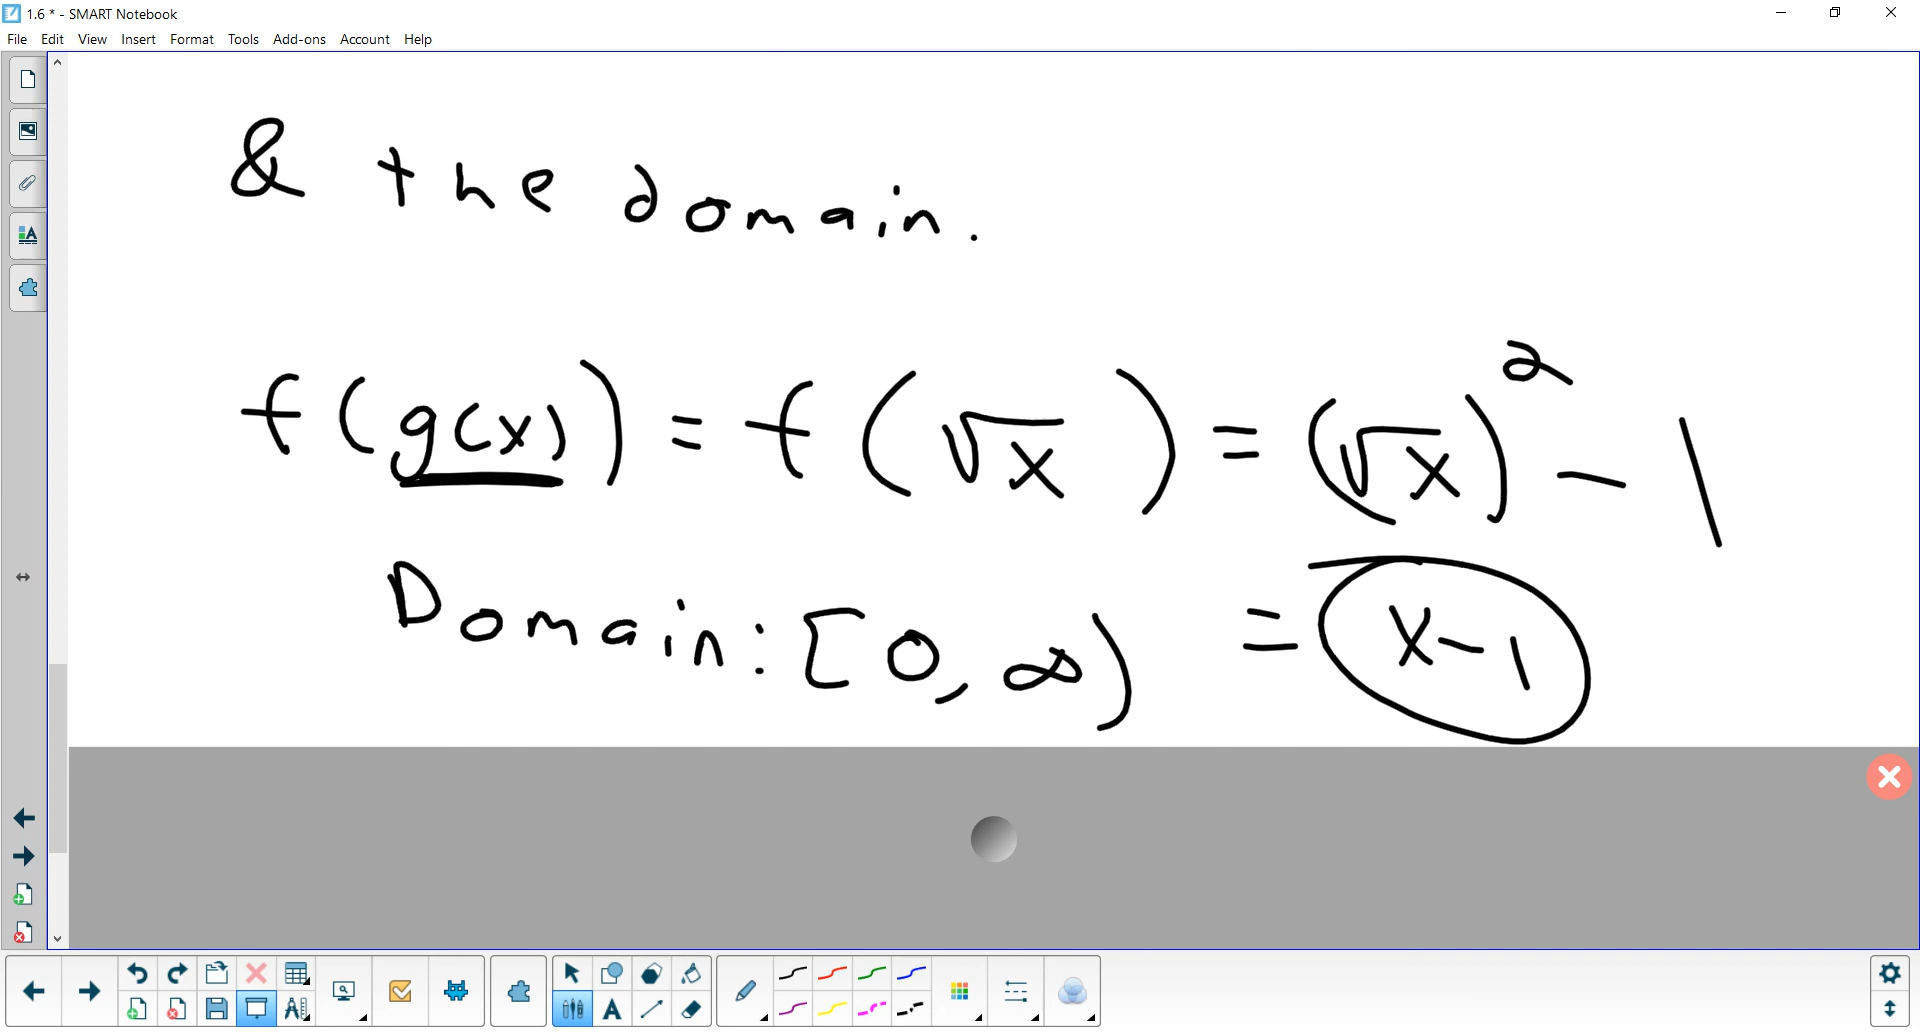 1.6 * - SMART Notebook
File Edit View Insert Format Tools Add-ons Account Help
& the domain.
f(g(x)) = f(√x) = (√x)² - 1
Domain: [0, ∞) = x-1